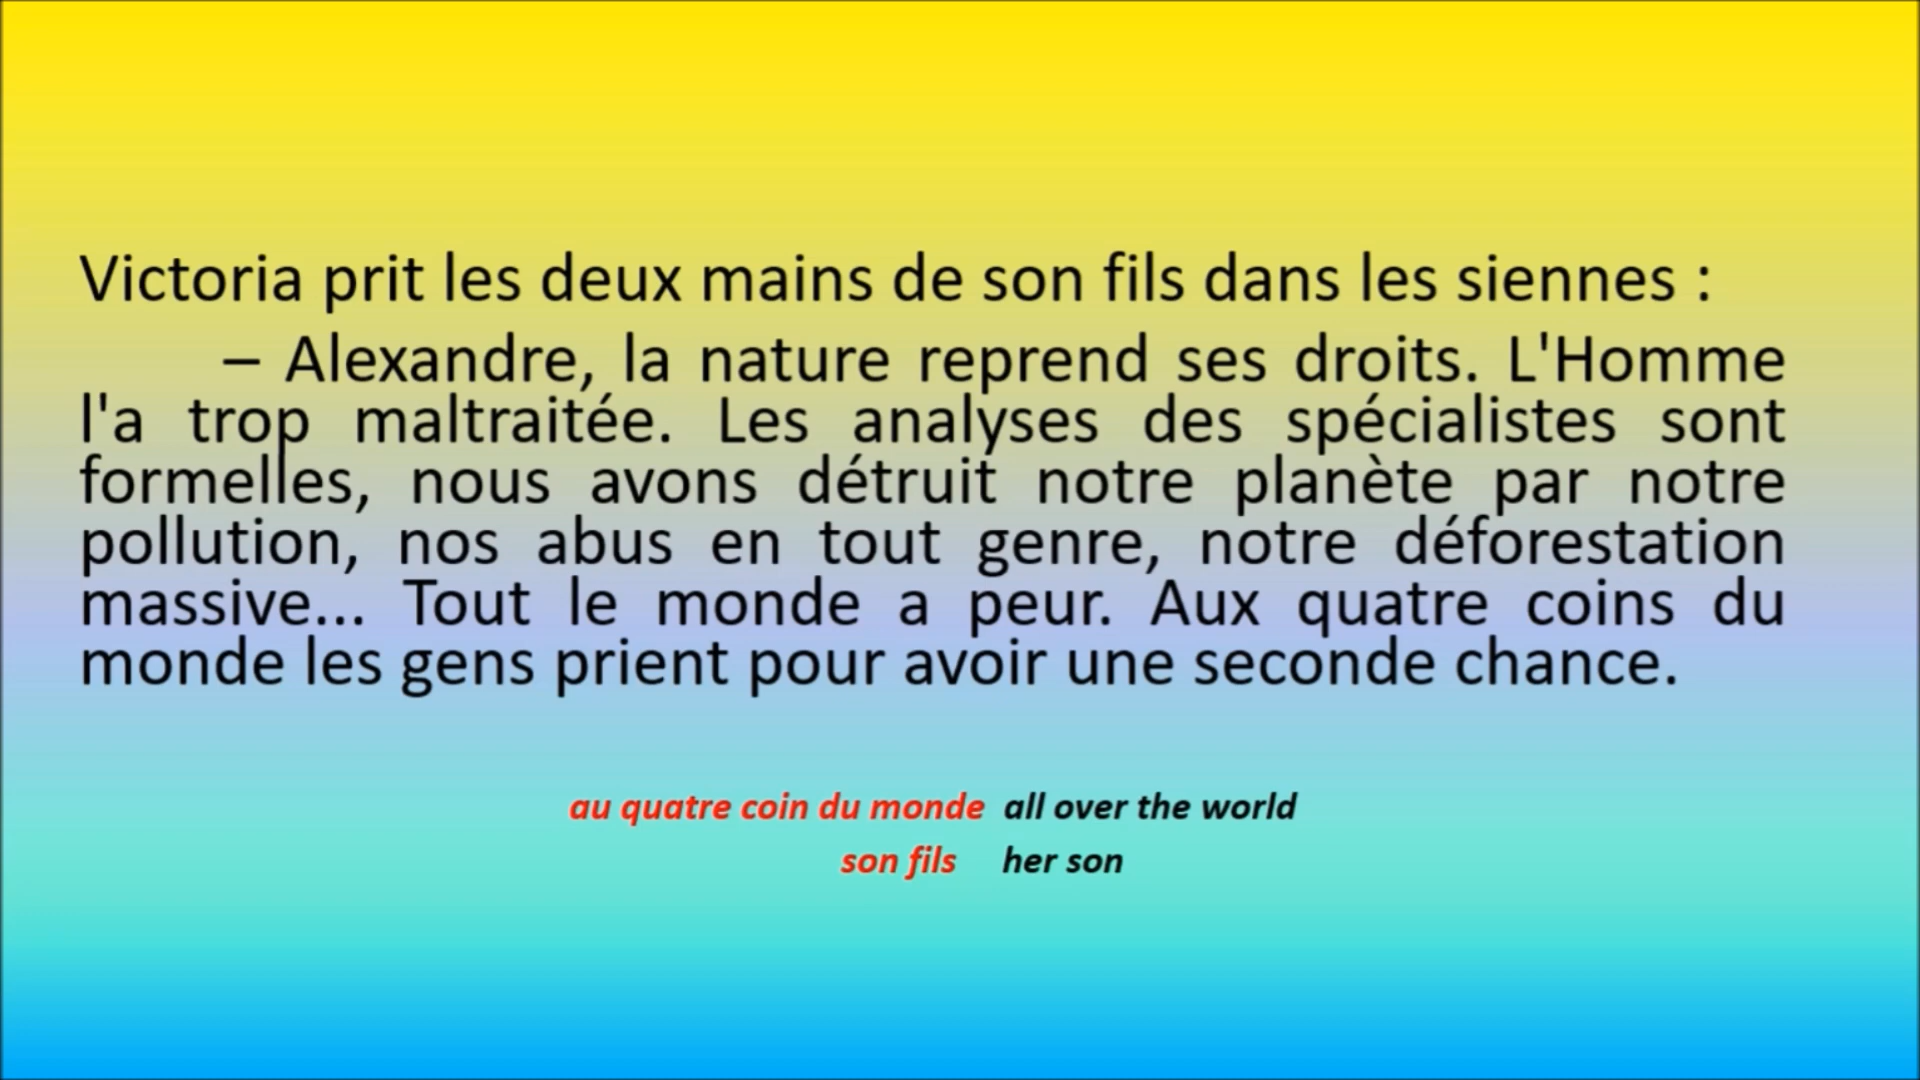 Victoria prit les deux mains de son fils dans les siennes :
– Alexandre, la nature reprend ses droits. L'Homme
l'a trop maltraitée. Les analyses des spécialistes sont
formelles, nous avons détruit notre planète par notre
pollution, nos abus en tout genre, notre déforestation
massive... Tout le monde a peur. Aux quatre coins du
monde les gens prient pour avoir une seconde chance.
au quatre coin du monde all over the world
son fils her son